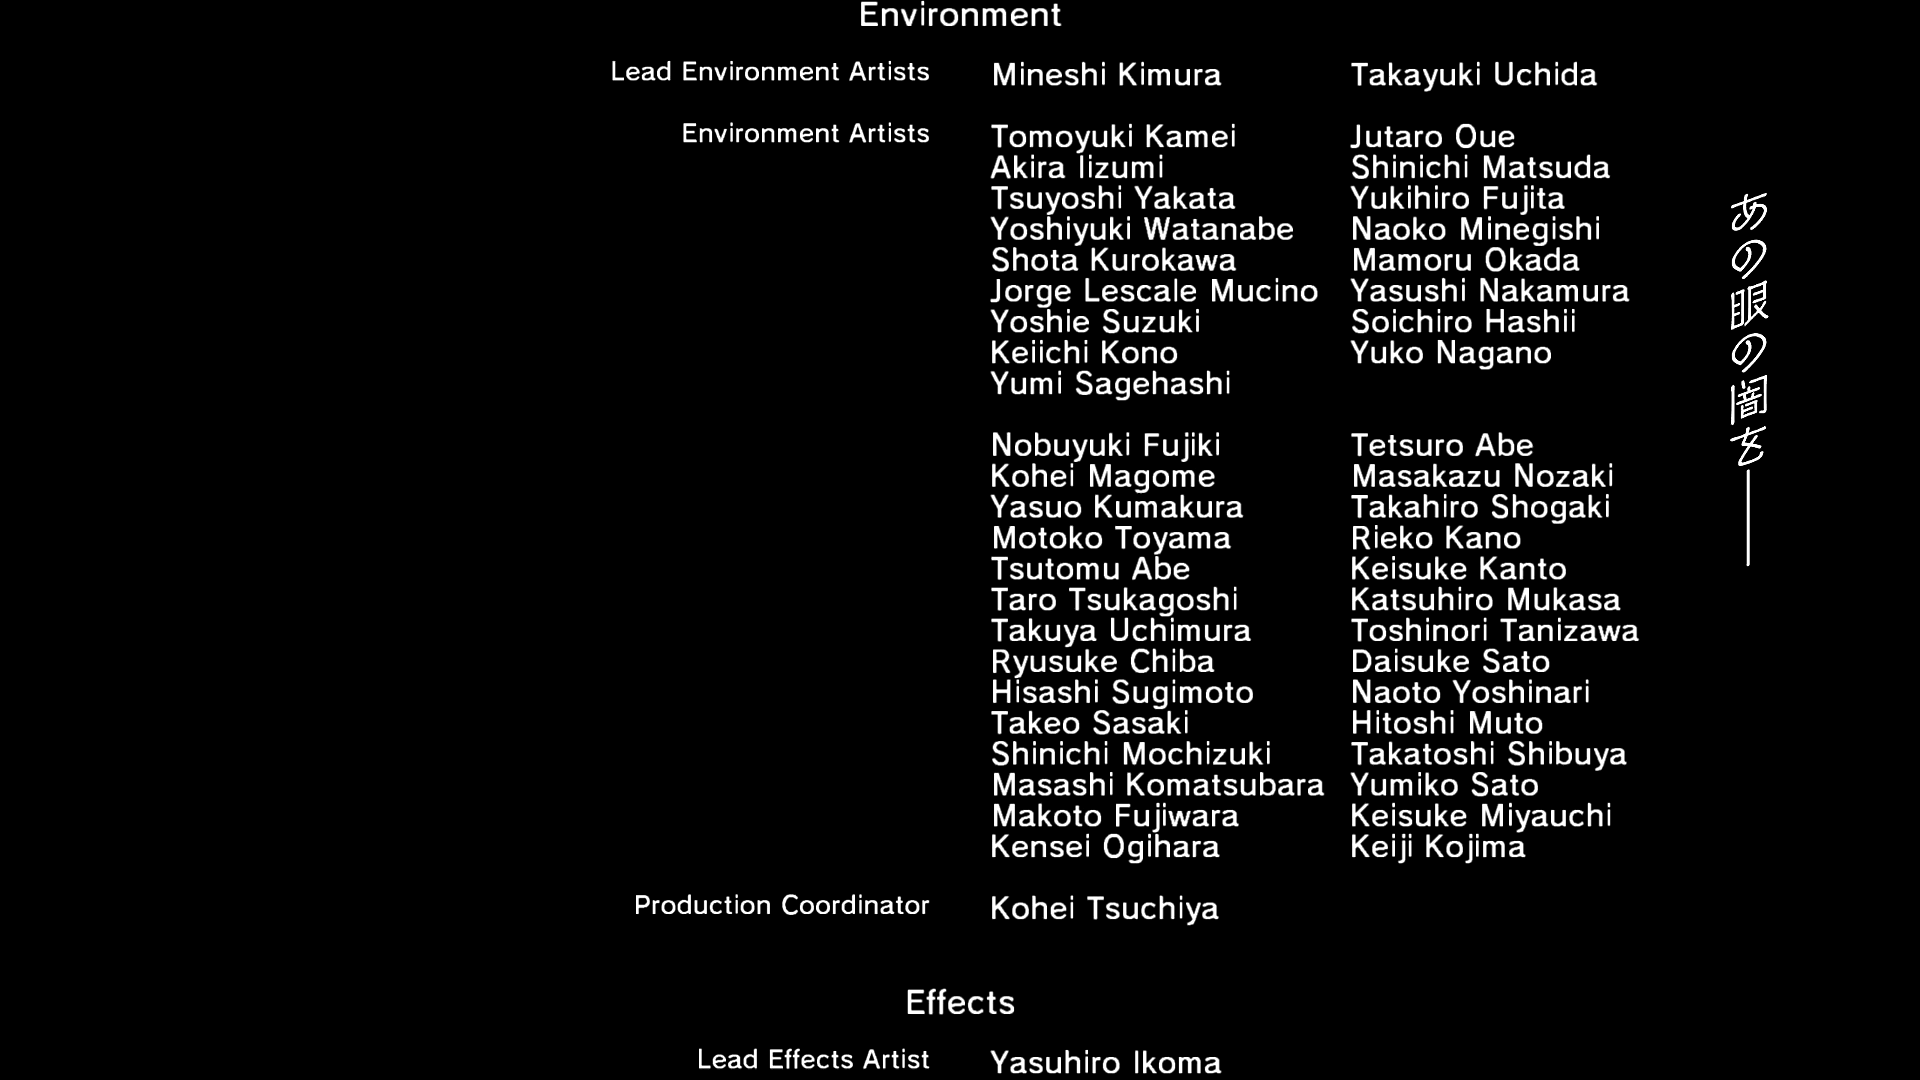 Environment
Lead Environment Artists Mineshi Kimura Takayuki Uchida
Environment Artists Tomoyuki Kamei Jutaro Oue
Akira Iizumi Shinichi Matsuda
Tsuyoshi Yakata Yukihiro Fujita
Yoshiyuki Watanabe Naoko Minegishi
Shota Kurokawa Mamoru Okada
Jorge Lescale Mucino Yasushi Nakamura
Yoshie Suzuki Soichiro Hashii
Keiichi Kono Yuko Nagano
Yumi Sagehashi
Nobuyuki Fujiki Tetsuro Abe
Kohei Magome Masakazu Nozaki
Yasuo Kumakura Takahiro Shogaki
Motoko Toyama Rieko Kano
Tsutomu Abe Keisuke Kanto
Taro Tsukagoshi Katsuhiro Mukasa
Takuya Uchimura Toshinori Tanizawa
Ryusuke Chiba Daisuke Sato
Hisashi Sugimoto Naoto Yoshinari
Takeo Sasaki Hitoshi Muto
Shinichi Mochizuki Takatoshi Shibuya
Masashi Komatsubara Yumiko Sato
Makoto Fujiwara Keisuke Miyauchi
Kensei Ogihara Keiji Kojima
Production Coordinator Kohei Tsuchiya
Effects
Lead Effects Artist Yasuhiro Ikoma
あの眼の闇を――